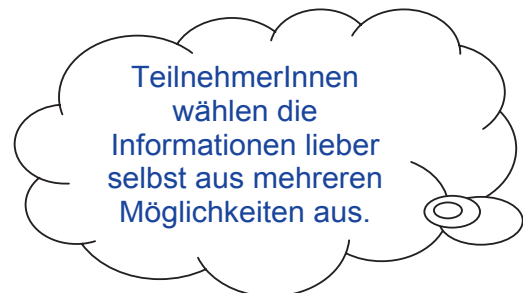 TeilnehmerInnen
wählen die
Informationen lieber
selbst aus mehreren
Möglichkeiten aus.